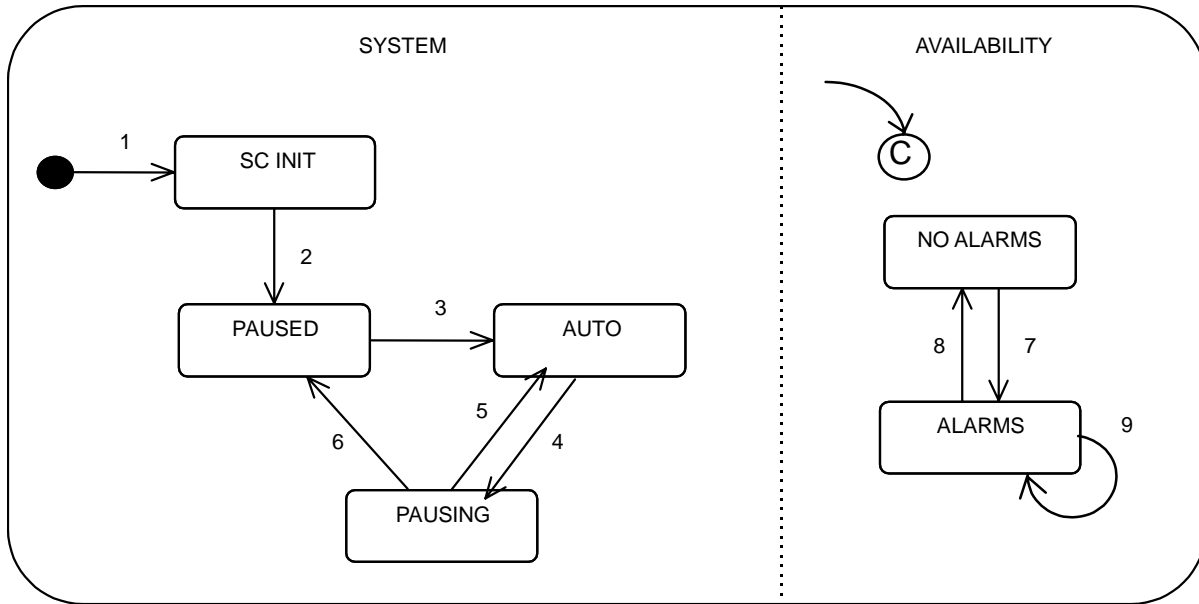 SYSTEM
AVAILABILITY
1
SC INIT
C
2
NO ALARMS
PAUSED
3
AUTO
8
7
5
4
6
ALARMS
9
PAUSING